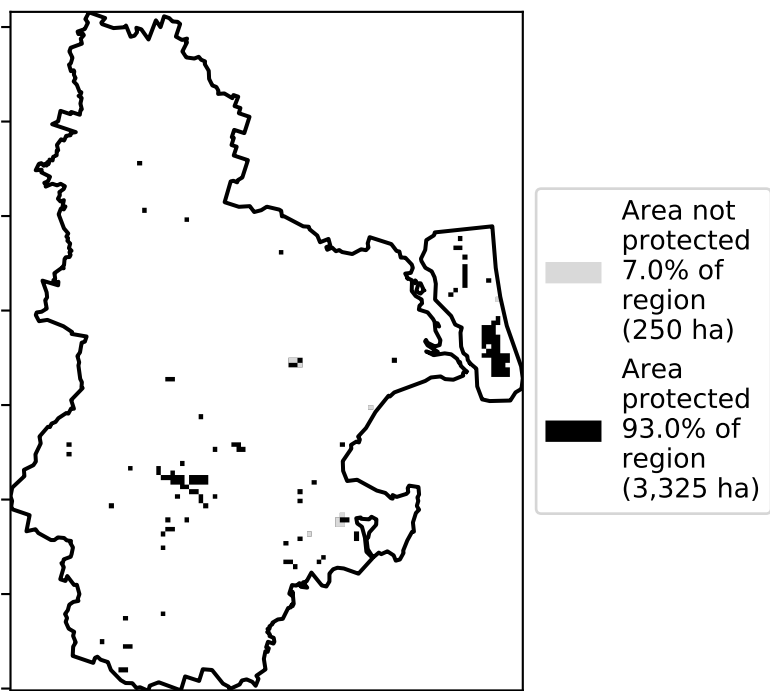 Area not
protected
7.0% of
region
(250 ha)
Area
protected
93.0% of
region
(3,325 ha)